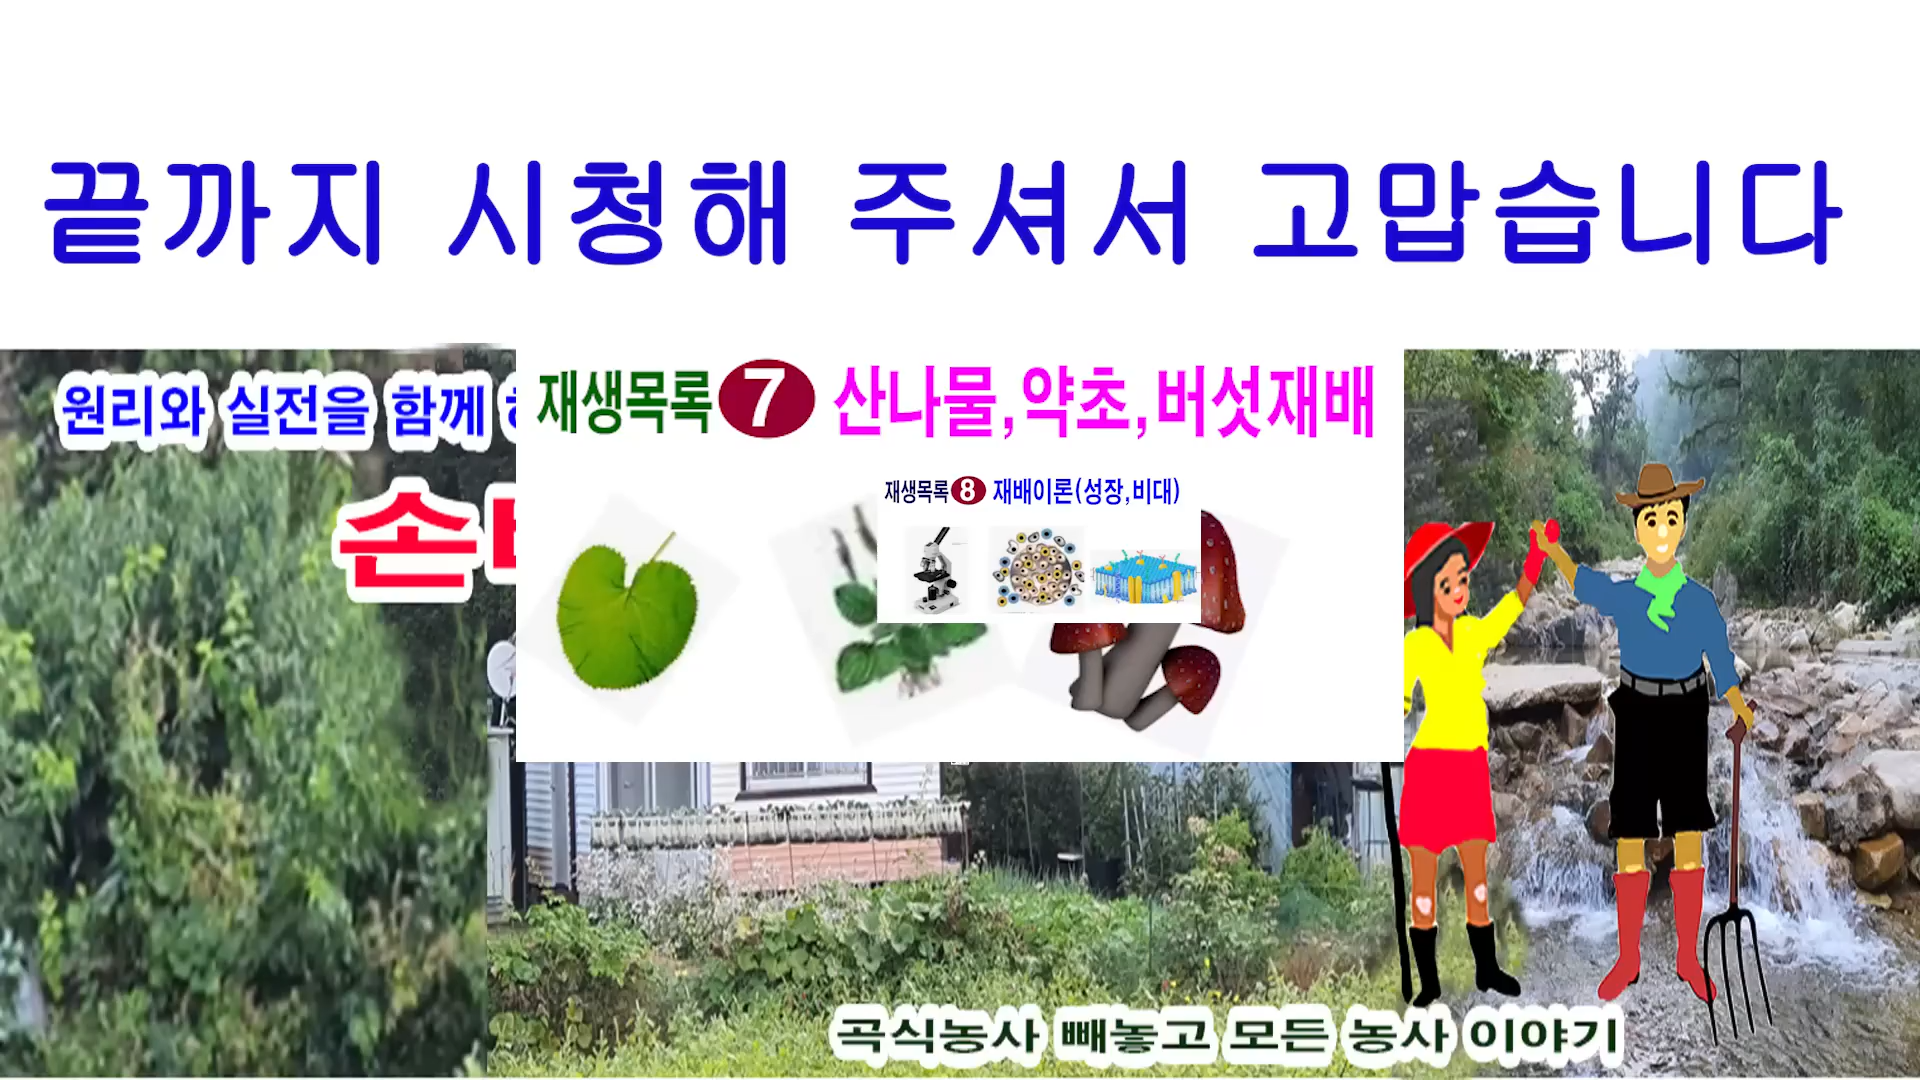 끝까지 시청해 주셔서 고맙습니다
원리와 실전을 함께
재생목록 7 산나물,약초,버섯재배
재생목록 8 재배이론(성장,비대)
손
곡식농사 빼놓고 모든 농사 이야기